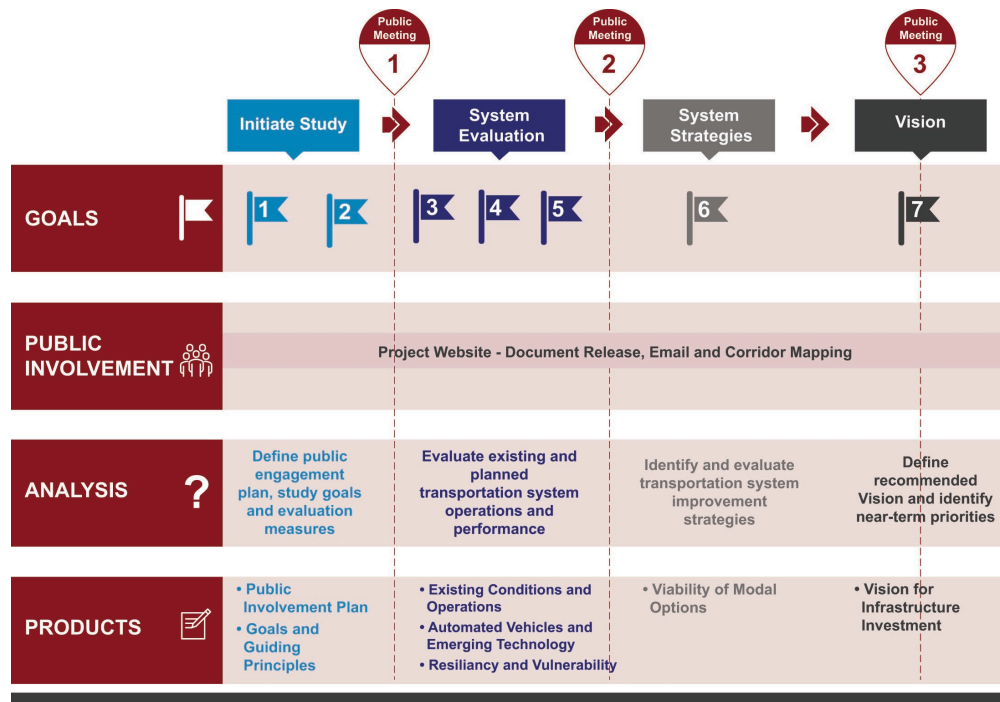 Public
Meeting
1
Public
Meeting
2
Public
Meeting
3
Initiate Study
System
Evaluation
System
Strategies
Vision
GOALS
1
2
3
4
5
6
7
PUBLIC
INVOLVEMENT
Project Website - Document Release, Email and Corridor Mapping
ANALYSIS
?
Define public
engagement
plan, study goals
and evaluation
measures
Evaluate existing and
planned
transportation system
operations and
performance
Identify and evaluate
transportation system
improvement
strategies
Define
recommended
Vision and identify
near-term priorities
PRODUCTS
• Public
Involvement Plan
• Goals and
Guiding
Principles
• Existing Conditions and
Operations
• Automated Vehicles and
Emerging Technology
• Resiliancy and Vulnerability
• Viability of Modal
Options
• Vision for
Infrastructure
Investment